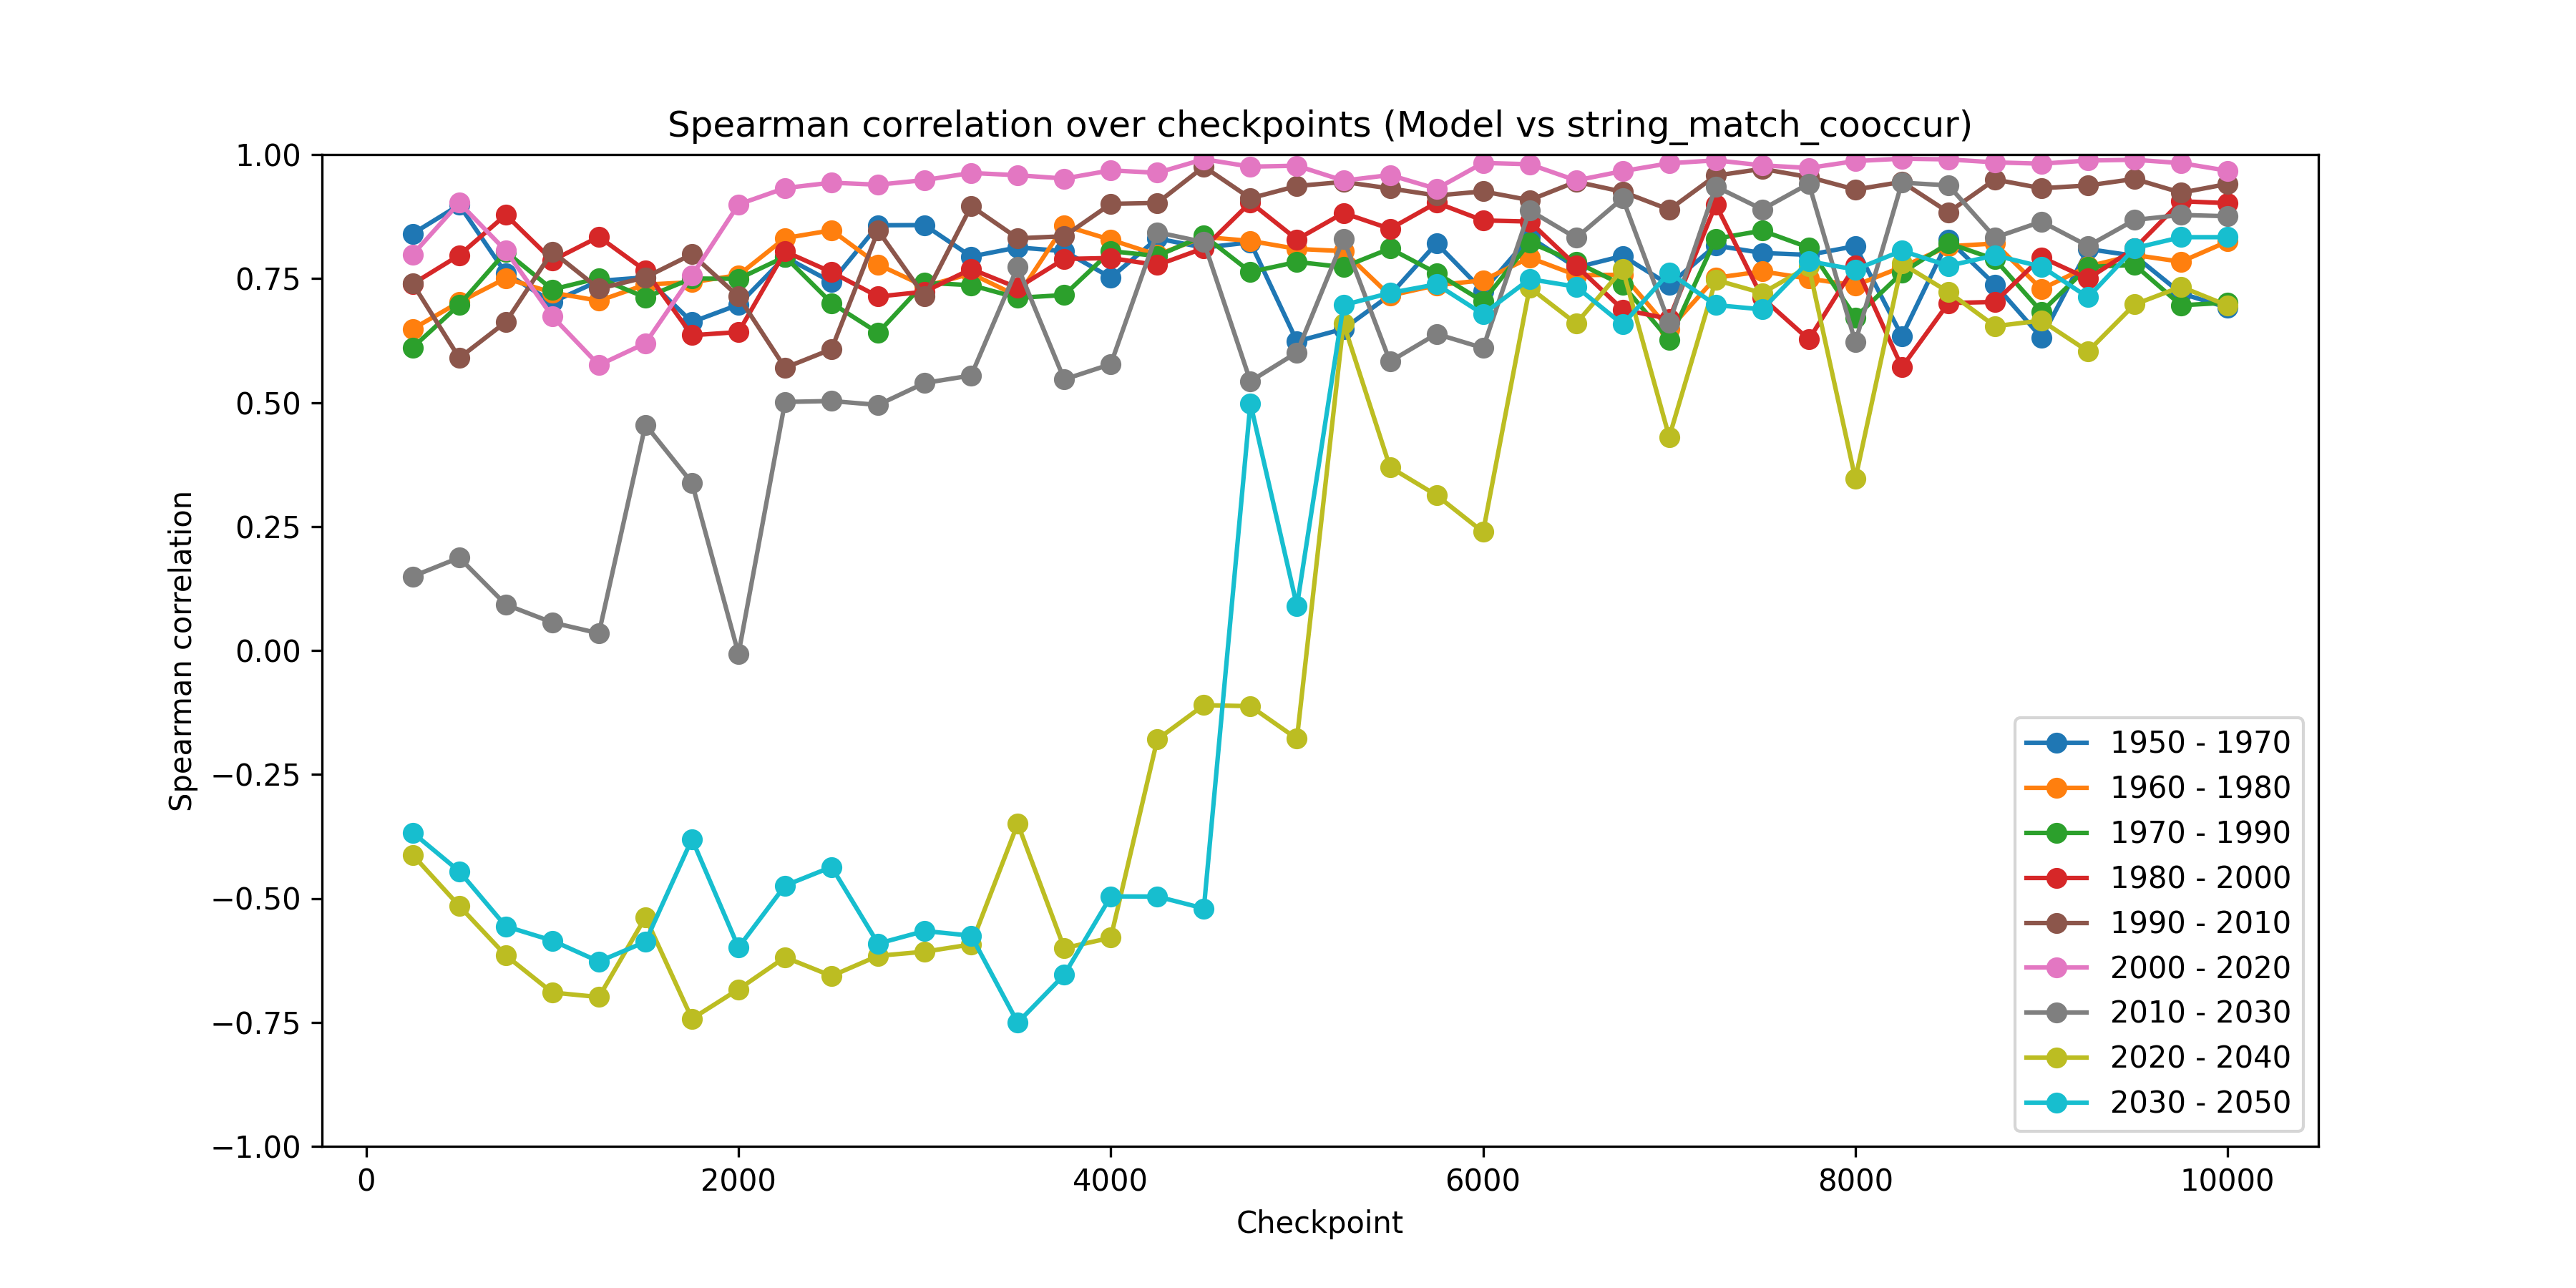 Spearman correlation over checkpoints (Model vs string_match_cooccur)
1.00
0.75
0.50
0.25
0.00
−0.25
−0.50
−0.75
−1.00
Spearman correlation
0
2000
4000
6000
8000
10000
Checkpoint
1950 - 1970
1960 - 1980
1970 - 1990
1980 - 2000
1990 - 2010
2000 - 2020
2010 - 2030
2020 - 2040
2030 - 2050